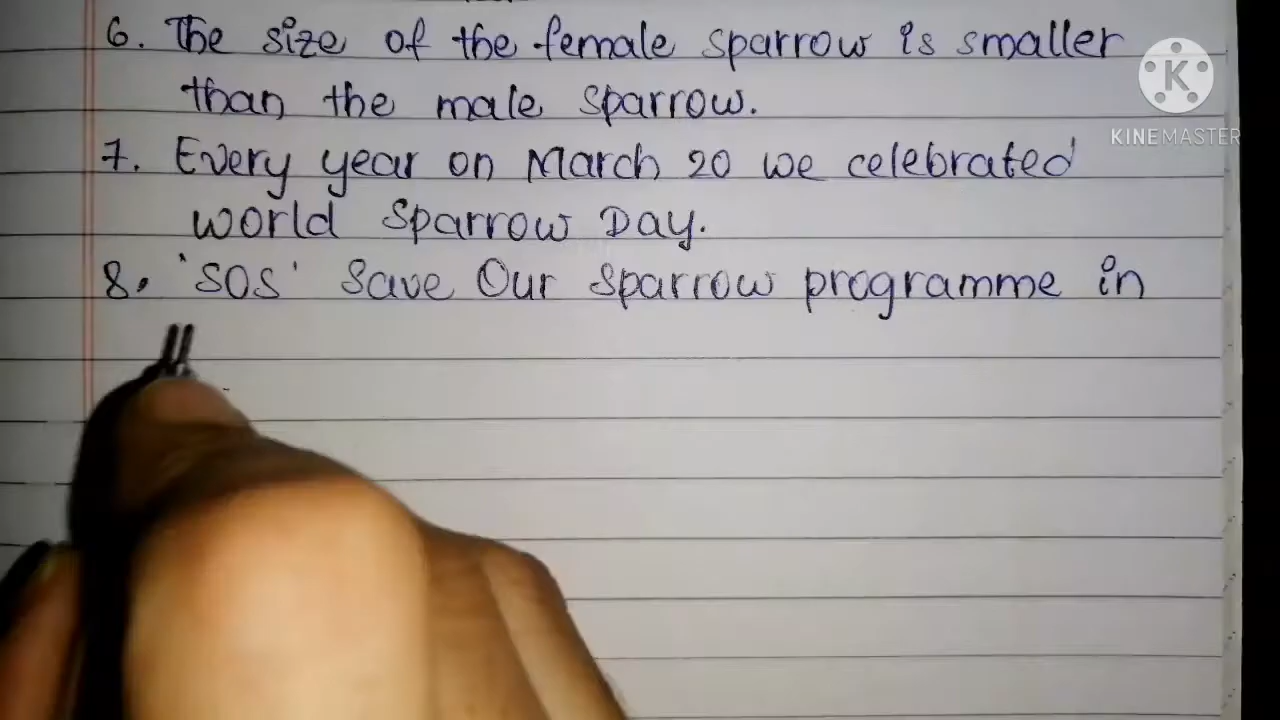 6. The size of the female sparrow is smaller
than the male sparrow.
KINEMASTER
7. Every year on March 20 we celebrated
world Sparrow Day.
8. 'SOS' Save Our Sparrow programme in